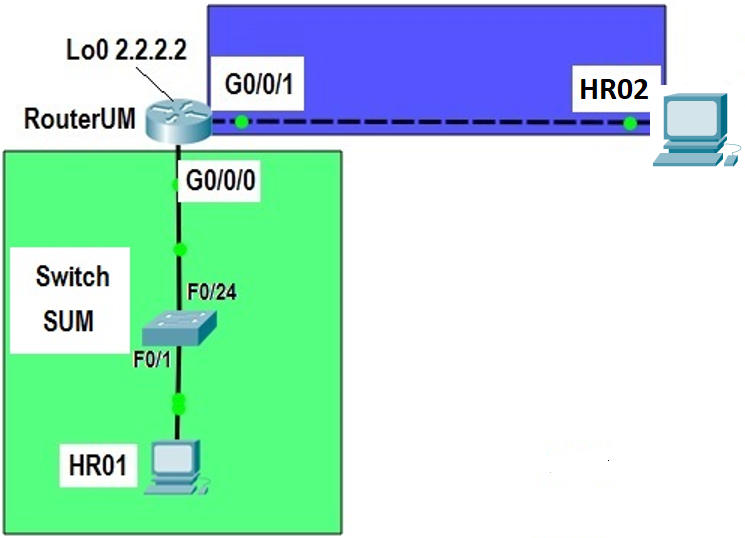 Lo0 2.2.2.2
G0/0/1
HR02
RouterUM
G0/0/0
Switch
SUM
F0/24
F0/1
HR01